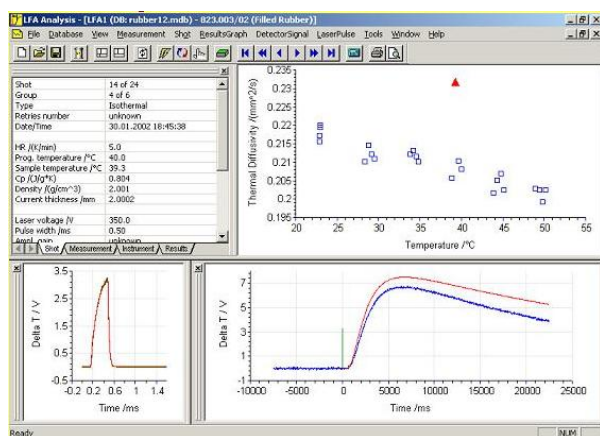 LFA Analysis - [LFA1 (DB: rubber12.mdb) - 823.003/02 (Filled Rubber)]
File Database View Measurement Shot ResultsGraph DetectorSignal LaserPulse Tools Window Help
Shot 14 of 24
Group 4 of 6
Type Isothermal
Retries number unknown
Date/Time 30.01.2002 18:45:38
HR /(K/min) 5.0
Prog. temperature /°C 40.0
Sample temperature /°C 39.3
Cp /(J/g*K) 0.804
Density /(g/cm^3) 2.001
Current thickness /mm 2.0002
Laser voltage /V 350.0
Pulse width /ms 0.50
Ampl. gain unknown
Shot Measurement Instrument Results
Thermal Diffusivity /(mm^2/s)
0.235
0.23
0.225
0.22
0.215
0.21
0.205
0.2
0.195
20 25 30 35 40 45 50 55
Temperature /°C
Delta T / V
3.5
2.5
1.5
0.5
-0.5
-0.2 0.2 0.6 1.0 1.4
Time /ms
Delta T / V
7
5
3
1
-1
-10000 -5000 0 5000 10000 15000 20000 25000
Time /ms
Ready NUM